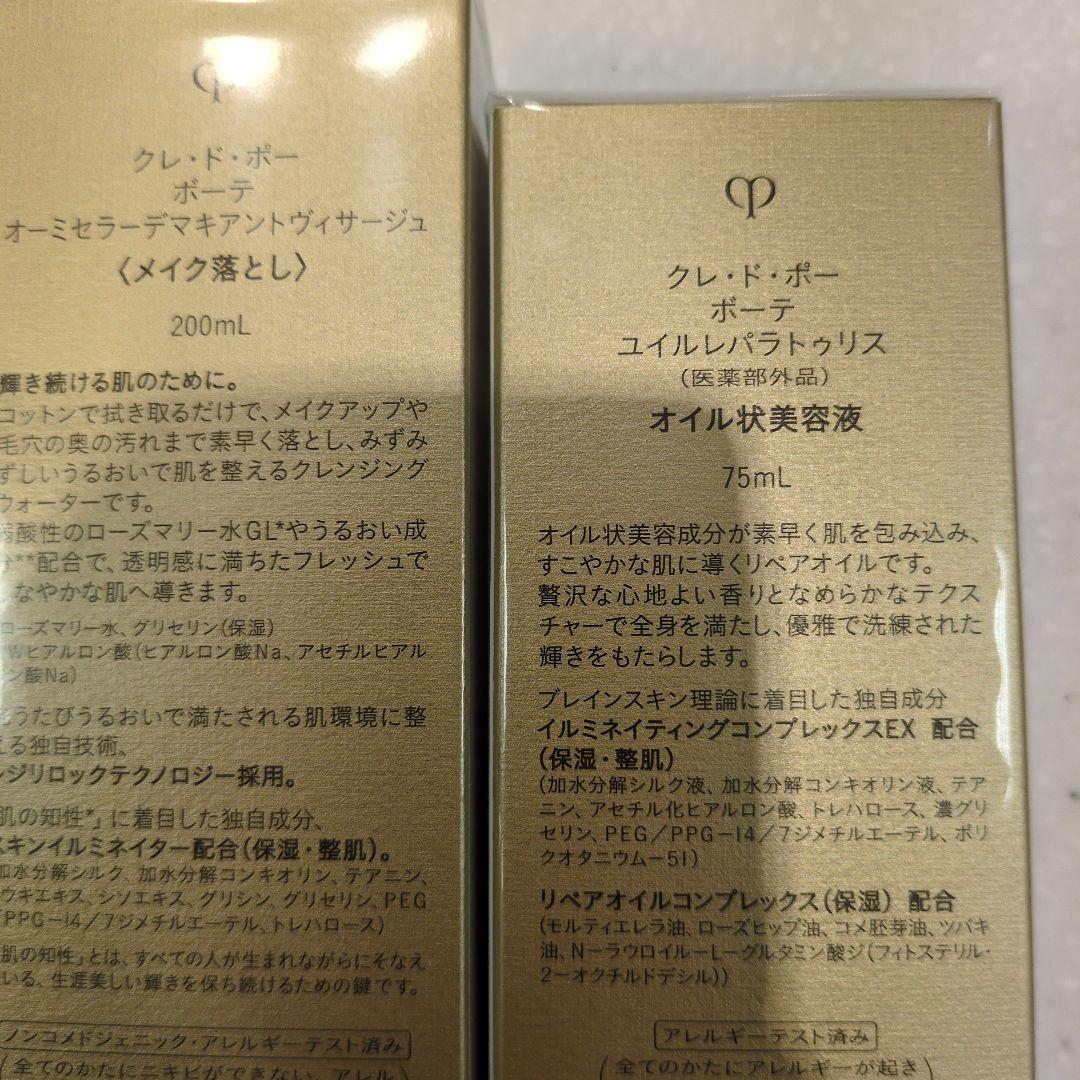 クレ・ド・ポー
ボーテ
オーミセラーデマキアントヴィサージュ
〈メイク落とし〉
200mL
輝き続ける肌のために。
コットンで拭き取るだけで、メイクアップや
毛穴の奥の汚れまで素早く落とし、みずみ
ずしいうるおいで肌を整えるクレンジング
ウォーターです。
弱酸性のローズマリー水GL*やうるおい成
分**配合で、透明感に満ちたフレッシュで
なやかな肌へ導きます。
ローズマリー水、グリセリン(保湿)
Wヒアルロン酸(ヒアルロン酸Na、アセチルヒアル
ン酸Na)
うたびうるおいで満たされる肌環境に整
える独自技術、
ンジリロックテクノロジー採用。
肌の知性*」に着目した独自成分、
スキンイルミネイター配合(保湿・整肌)。
加水分解シルク、加水分解コンキオリン、テアニン、
ウキエキス、シソエキス、グリシン、グリセリン、PEG
/PPG-14/7ジメチルエーテル、トレハロース)
肌の知性」とは、すべての人が生まれながらにそなえ
いる、生涯美しい輝きを保ち続けるための鍵です。
ノンコメドジェニック・アレルギーテスト済み
(全てのかたにニキビができない、アレル
クレ・ド・ポー
ボーテ
ユイルレパラトゥリス
(医薬部外品)
オイル状美容液
75mL
オイル状美容成分が素早く肌を包み込み、
すこやかな肌に導くリペアオイルです。
贅沢な心地よい香りとなめらかなテクス
チャーで全身を満たし、優雅で洗練された
輝きをもたらします。
ブレインスキン理論に着目した独自成分
イルミネイティングコンプレックスEX 配合
(保湿・整肌)
(加水分解シルク液、加水分解コンキオリン液、テア
ニン、アセチル化ヒアルロン酸、トレハロース、濃グリ
セリン、PEG/PPG-14/7ジメチルエーテル、ポリ
クオタニウム-51)
リペアオイルコンプレックス(保湿) 配合
(モルティエレラ油、ローズヒップ油、コメ胚芽油、ツバキ
油、N-ラウロイル-L-グルタミン酸ジ(フィトステリル・
2-オクチルドデシル))
アレルギーテスト済み
(全てのかたにアレルギーが起き)